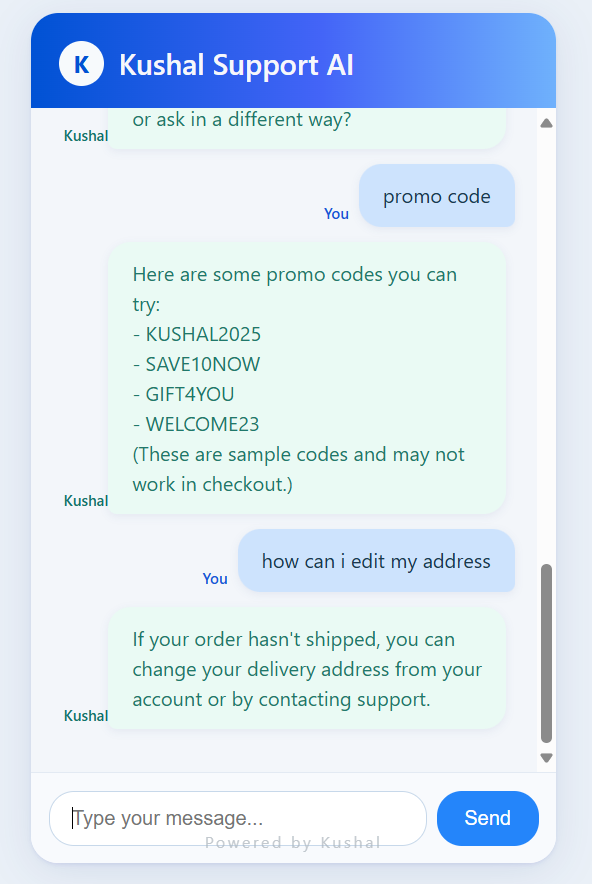 K
Kushal Support AI
or ask in a different way?
Kushal
promo code
You
Here are some promo codes you can
try:
- KUSHAL2025
- SAVE10NOW
- GIFT4YOU
- WELCOME23
(These are sample codes and may not
work in checkout.)
Kushal
how can i edit my address
You
If your order hasn't shipped, you can
change your delivery address from your
account or by contacting support.
Kushal
Type your message...
Send
Powered by Kushal